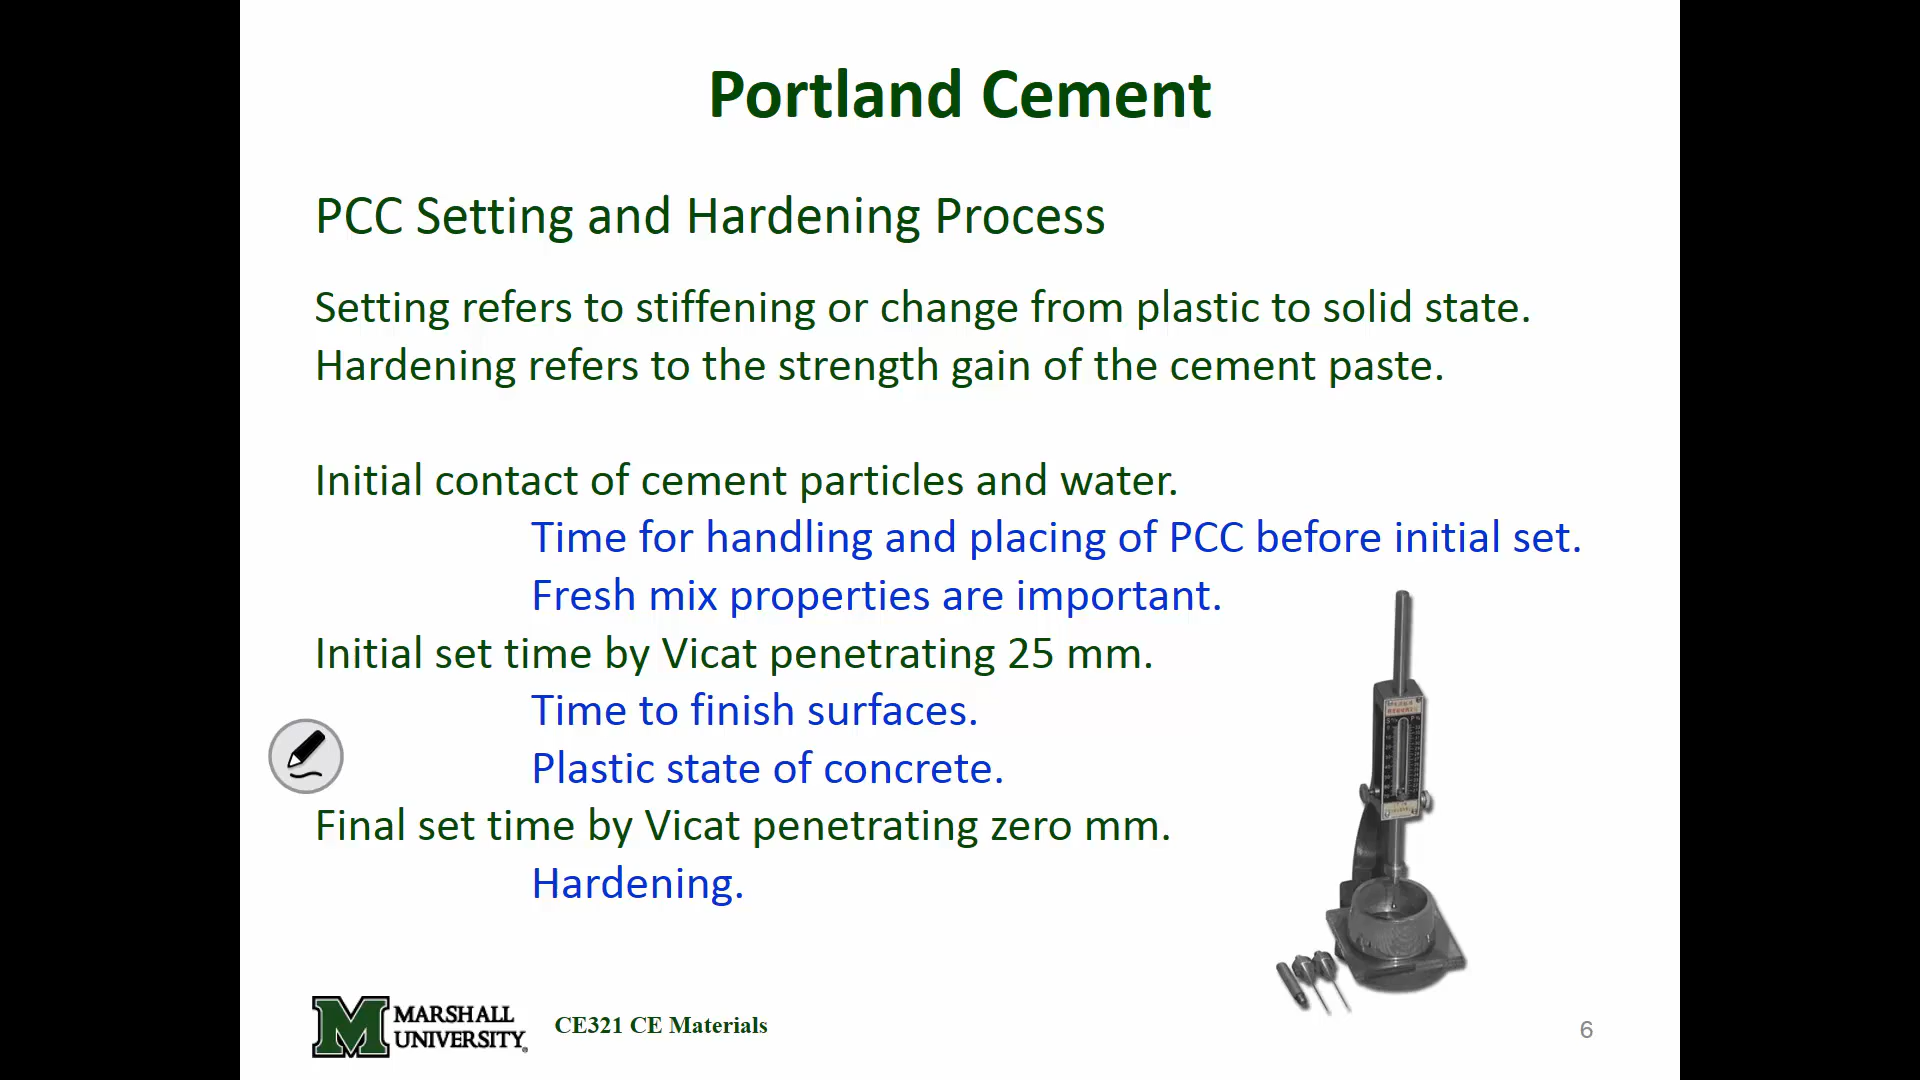 Portland Cement
PCC Setting and Hardening Process
Setting refers to stiffening or change from plastic to solid state.
Hardening refers to the strength gain of the cement paste.
Initial contact of cement particles and water.
Time for handling and placing of PCC before initial set.
Fresh mix properties are important.
Initial set time by Vicat penetrating 25 mm.
Time to finish surfaces.
Plastic state of concrete.
Final set time by Vicat penetrating zero mm.
Hardening.
M MARSHALL
UNIVERSITY
CE321 CE Materials
6